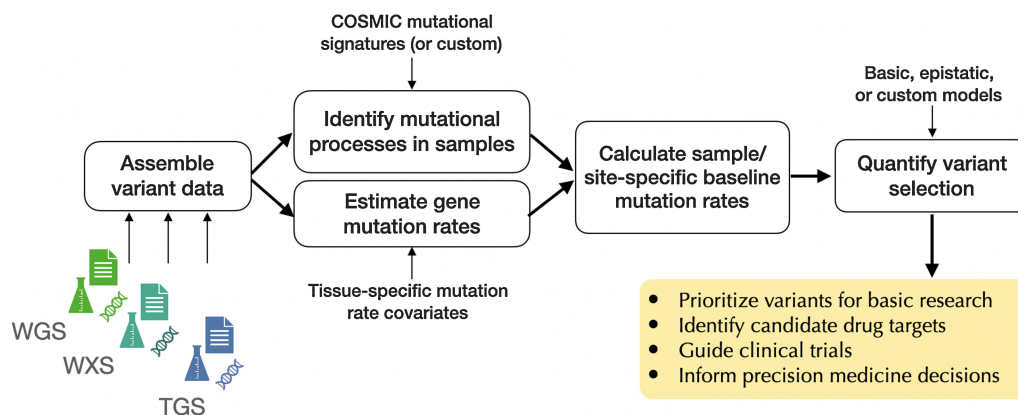 COSMIC mutational
signatures (or custom)
Basic, epistatic,
or custom models
Identify mutational
processes in samples
Assemble
variant data
Calculate sample/
site-specific baseline
mutation rates
Quantify variant
selection
Estimate gene
mutation rates
Tissue-specific mutation
rate covariates
WGS
WXS
TGS
• Prioritize variants for basic research
• Identify candidate drug targets
• Guide clinical trials
• Inform precision medicine decisions